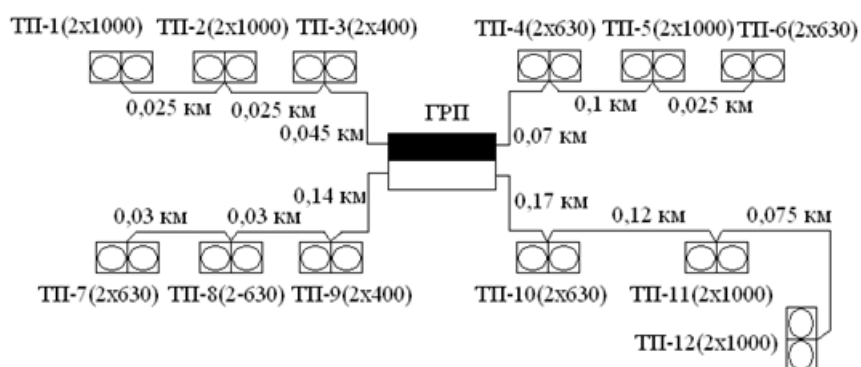 ТП-1(2х1000) ТП-2(2х1000) ТП-3(2х400) ТП-4(2х630) ТП-5(2х1000) ТП-6(2х630)
0,025 км 0,025 км 0,1 км 0,025 км
ГРП
0,045 км 0,07 км
0,14 км 0,17 км
0,03 км 0,03 км 0,12 км 0,075 км
ТП-7(2х630) ТП-8(2-630) ТП-9(2х400) ТП-10(2х630) ТП-11(2х1000)
ТП-12(2х1000)